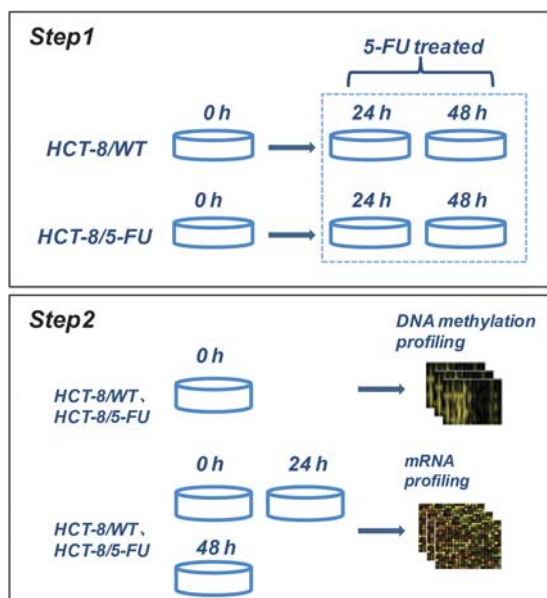 Step1
5-FU treated
0 h
24 h
48 h
HCT-8/WT
0 h
24 h
48 h
HCT-8/5-FU
Step2
DNA methylation
profiling
0 h
HCT-8/WT、
HCT-8/5-FU
0 h
24 h
mRNA
profiling
HCT-8/WT、
HCT-8/5-FU
48 h